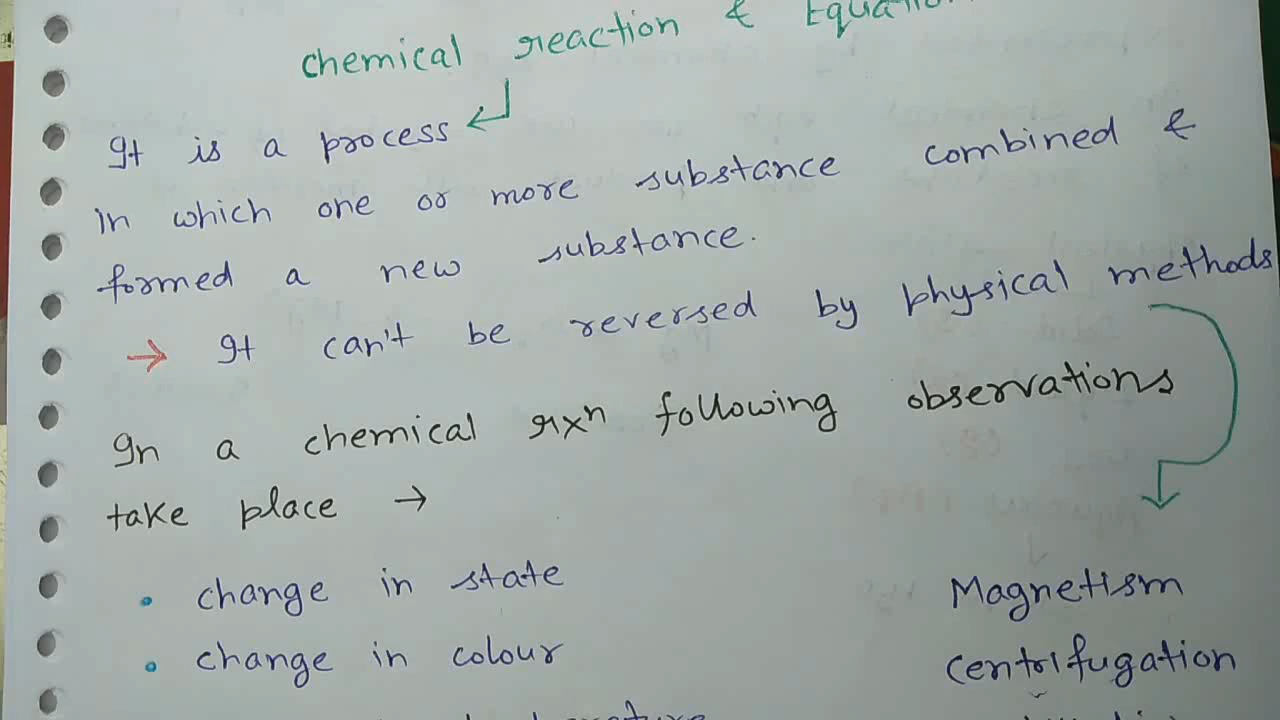 chemical reaction & Equation
It is a process
in which one or more substance combined &
formed a new substance.
→ It can't be reversed by physical methods
In a chemical rxⁿ following observations
take place →
• change in state
• change in colour
Magnetism
Centrifugation